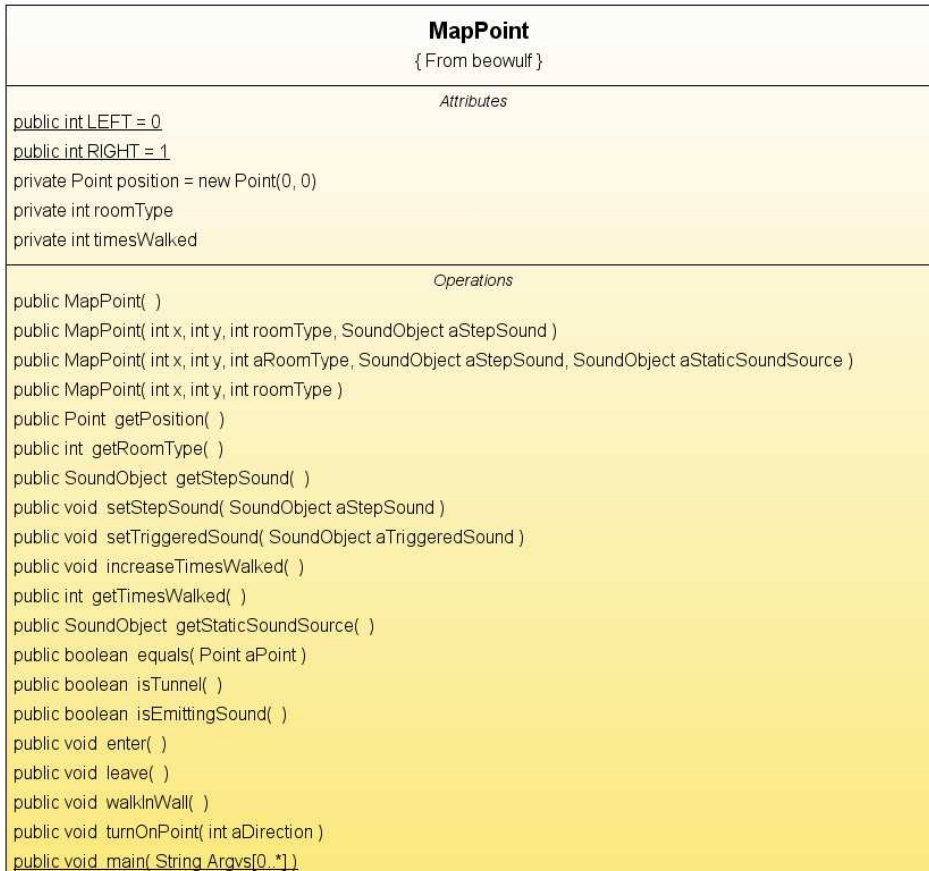 MapPoint
{ From beowulf }
Attributes
public int LEFT = 0
public int RIGHT = 1
private Point position = new Point(0, 0)
private int roomType
private int timesWalked
Operations
public MapPoint( )
public MapPoint( int x, int y, int roomType, SoundObject aStepSound )
public MapPoint( int x, int y, int aRoomType, SoundObject aStepSound, SoundObject aStaticSoundSource )
public MapPoint( int x, int y, int roomType )
public Point getPosition( )
public int getRoomType( )
public SoundObject getStepSound( )
public void setStepSound( SoundObject aStepSound )
public void setTriggeredSound( SoundObject aTriggeredSound )
public void increaseTimesWalked( )
public int getTimesWalked( )
public SoundObject getStaticSoundSource( )
public boolean equals( Point aPoint )
public boolean isTunnel( )
public boolean isEmittingSound( )
public void enter( )
public void leave( )
public void walkInWall( )
public void turnOnPoint( int aDirection )
public void main( String Argvs[0..*] )